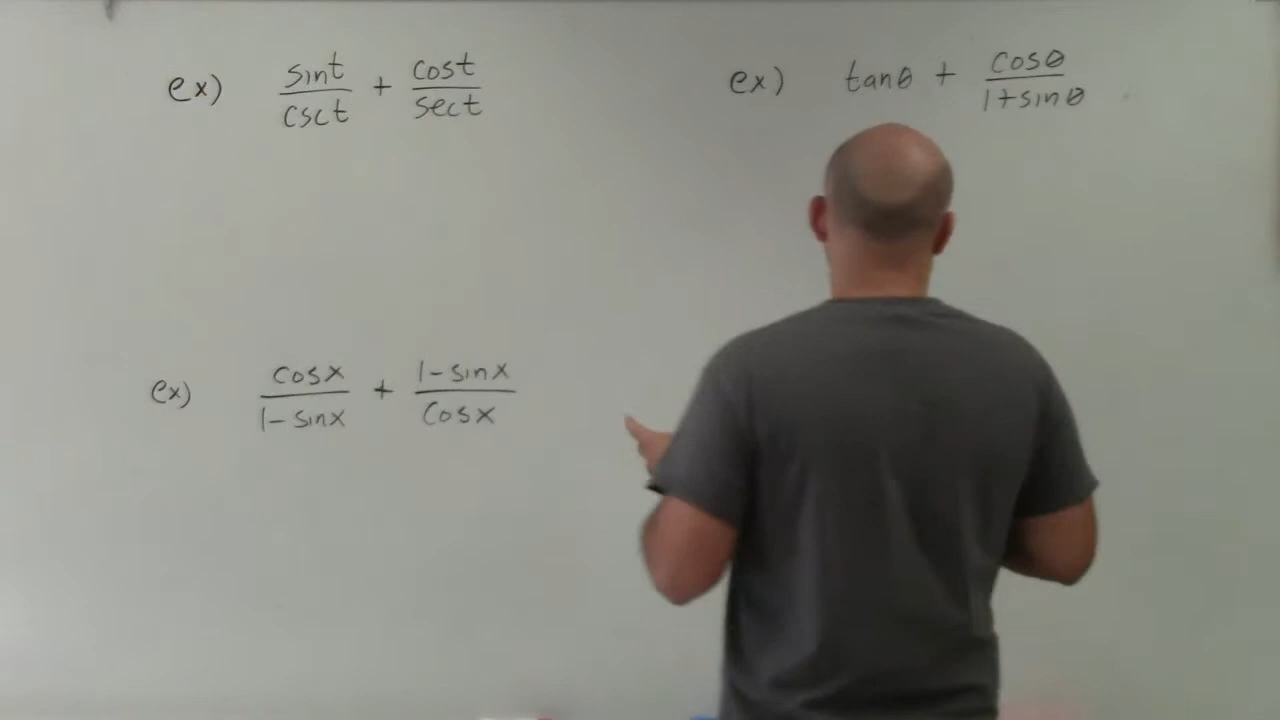 ex) sint/csct + cost/sect
ex) tanθ + cosθ/1+sinθ
ex) cosx/1-sinx + 1-sinx/cosx